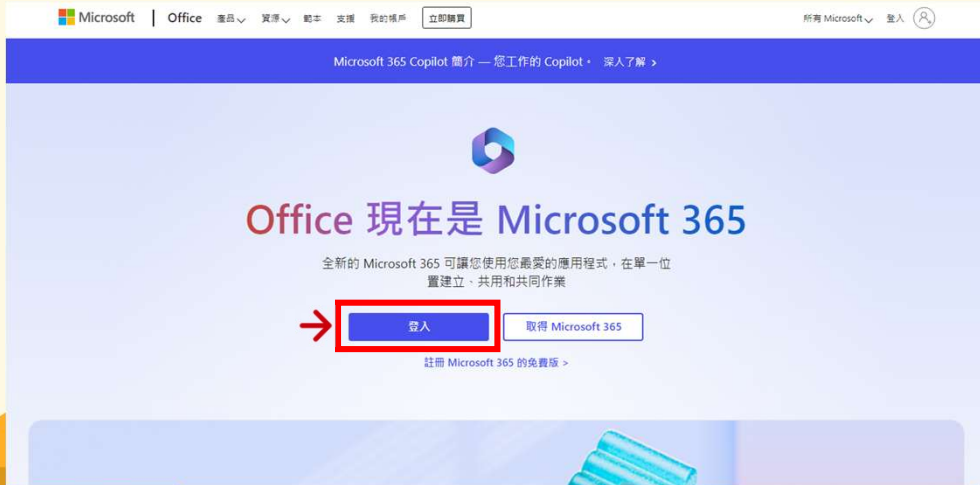 Microsoft | Office 產品 資源 範本 支援 我的帳戶 立即購買 所有 Microsoft 登入
Microsoft 365 Copilot 簡介 — 您工作的 Copilot。 深入了解 >
Office 現在是 Microsoft 365
全新的 Microsoft 365 可讓您使用您最愛的應用程式，在單一位
置建立、共用和共同作業
登入 取得 Microsoft 365
註冊 Microsoft 365 的免費版 >